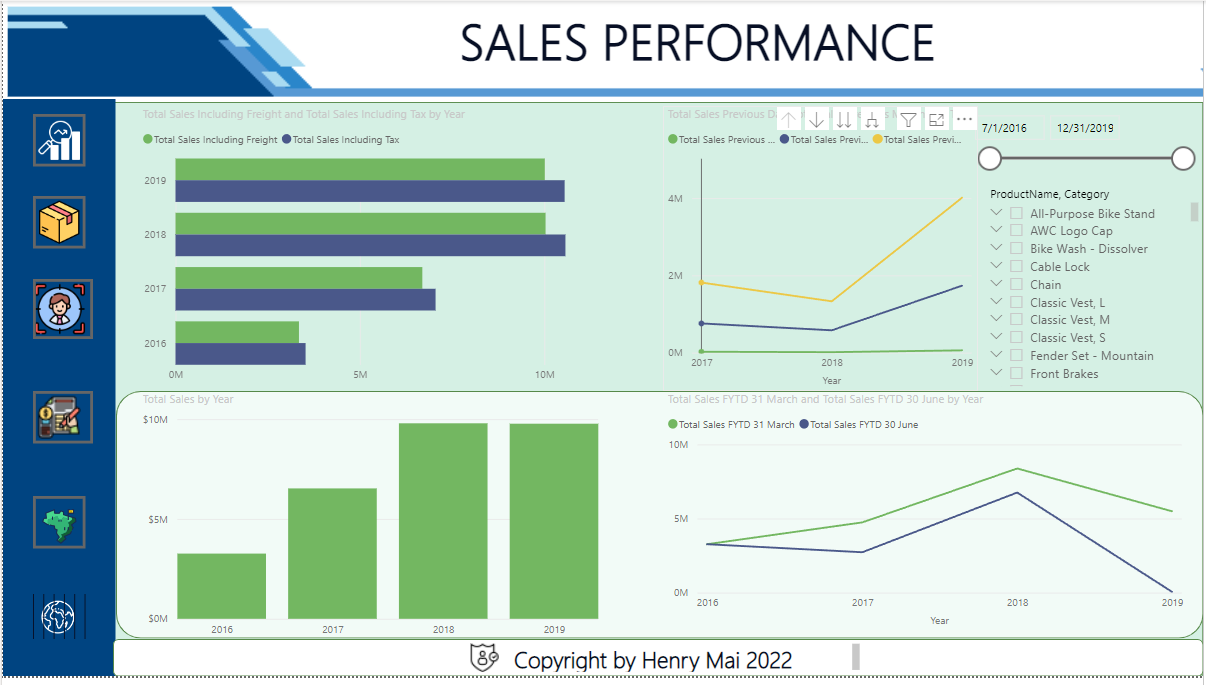 SALES PERFORMANCE
Total Sales Including Freight and Total Sales Including Tax by Year
Total Sales Including Freight Total Sales Including Tax
2019
2018
2017
2016
0M 5M 10M
Total Sales Previous
Total Sales Previous ... Total Sales Previ... Total Sales Previ...
4M
2M
0M
2017 2018 2019
Year
7/1/2016 12/31/2019
ProductName, Category
All-Purpose Bike Stand
AWC Logo Cap
Bike Wash - Dissolver
Cable Lock
Chain
Classic Vest, L
Classic Vest, M
Classic Vest, S
Fender Set - Mountain
Front Brakes
Total Sales by Year
$10M
$5M
$0M
2016 2017 2018 2019
Total Sales FYTD 31 March and Total Sales FYTD 30 June by Year
Total Sales FYTD 31 March Total Sales FYTD 30 June
10M
5M
0M
2016 2017 2018 2019
Year
Copyright by Henry Mai 2022